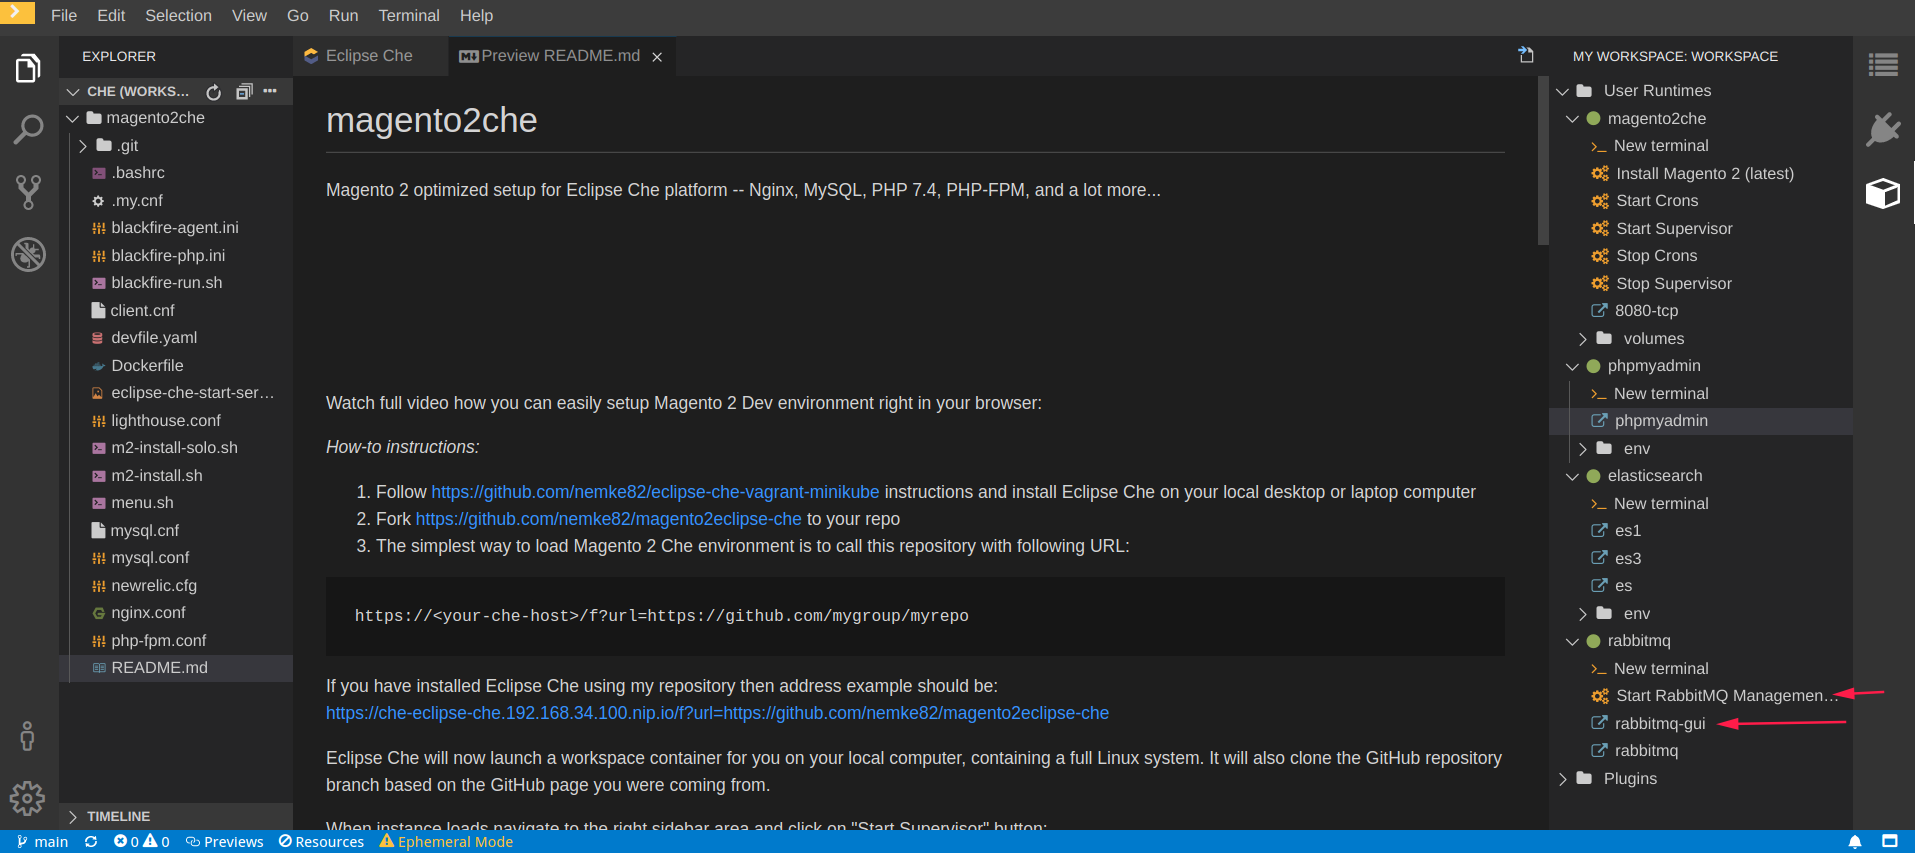 File Edit Selection View Go Run Terminal Help
EXPLORER
CHE (WORKS...
magento2che
.git
.bashrc
.my.cnf
blackfire-agent.ini
blackfire-php.ini
blackfire-run.sh
client.cnf
devfile.yaml
Dockerfile
eclipse-che-start-ser...
lighthouse.conf
m2-install-solo.sh
m2-install.sh
menu.sh
mysql.cnf
mysql.conf
newrelic.cfg
nginx.conf
php-fpm.conf
README.md
TIMELINE
Eclipse Che
Preview README.md
magento2che
Magento 2 optimized setup for Eclipse Che platform -- Nginx, MySQL, PHP 7.4, PHP-FPM, and a lot more...
Watch full video how you can easily setup Magento 2 Dev environment right in your browser:
How-to instructions:
1. Follow https://github.com/nemke82/eclipse-che-vagrant-minikube instructions and install Eclipse Che on your local desktop or laptop computer
2. Fork https://github.com/nemke82/magento2eclipse-che to your repo
3. The simplest way to load Magento 2 Che environment is to call this repository with following URL:
https://<your-che-host>/f?url=https://github.com/mygroup/myrepo
If you have installed Eclipse Che using my repository then address example should be:
https://che-eclipse-che.192.168.34.100.nip.io/f?url=https://github.com/nemke82/magento2eclipse-che
Eclipse Che will now launch a workspace container for you on your local computer, containing a full Linux system. It will also clone the GitHub repository
branch based on the GitHub page you were coming from.
When instance loads navigate to the right sidebar area and click on "Start Supervisor" button:
MY WORKSPACE: WORKSPACE
User Runtimes
magento2che
New terminal
Install Magento 2 (latest)
Start Crons
Start Supervisor
Stop Crons
Stop Supervisor
8080-tcp
volumes
phpmyadmin
New terminal
phpmyadmin
env
elasticsearch
New terminal
es1
es3
es
env
rabbitmq
New terminal
Start RabbitMQ Managemen...
rabbitmq-gui
rabbitmq
Plugins
main 0 0 Previews Resources Ephemeral Mode